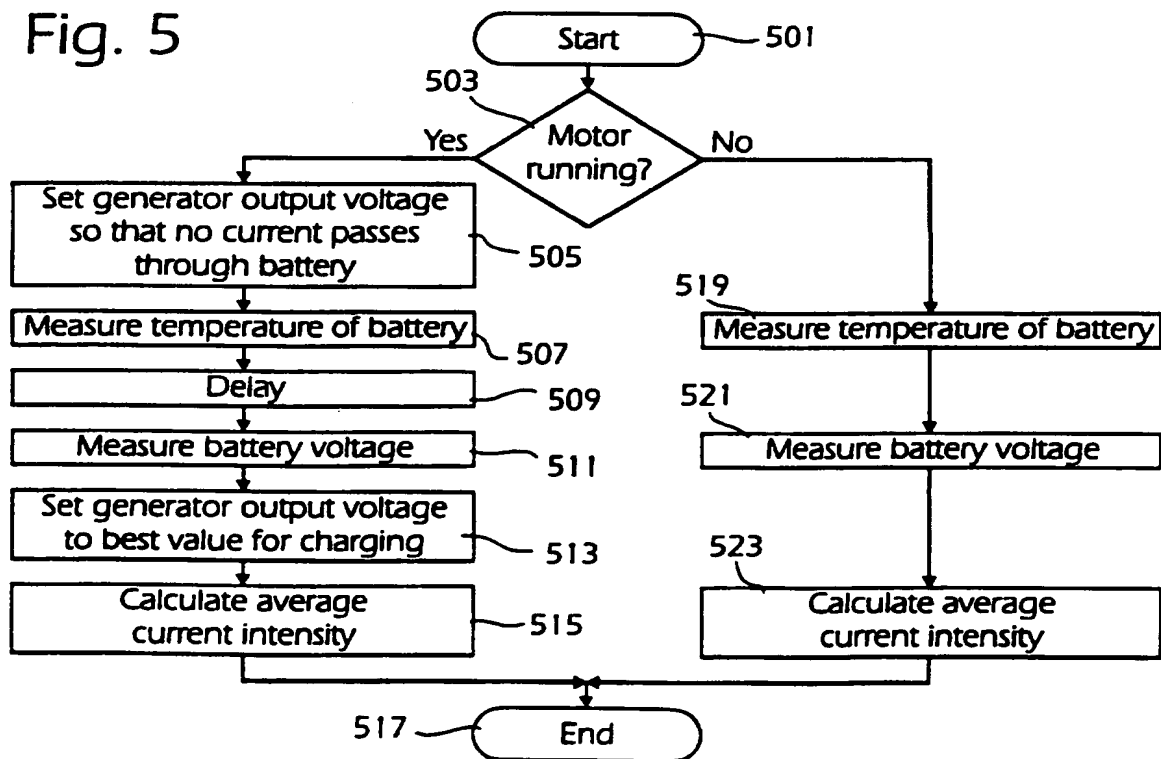 Fig. 5
Start
501
503
Motor
running?
Yes
No
Set generator output voltage
so that no current passes
through battery
505
Measure temperature of battery
507
Delay
509
Measure battery voltage
511
Set generator output voltage
to best value for charging
513
Calculate average
current intensity
515
519
Measure temperature of battery
521
Measure battery voltage
523
Calculate average
current intensity
517
End